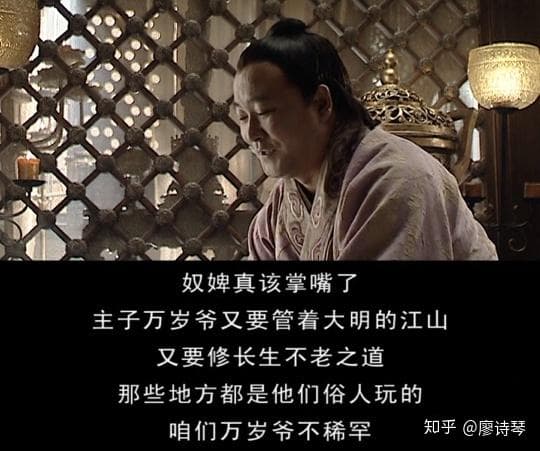 奴婢真该掌嘴了
主子万岁爷又要管着大明的江山
又要修长生不老之道
那些地方都是他们俗人玩的
咱们万岁爷不稀罕
知乎 @廖诗琴